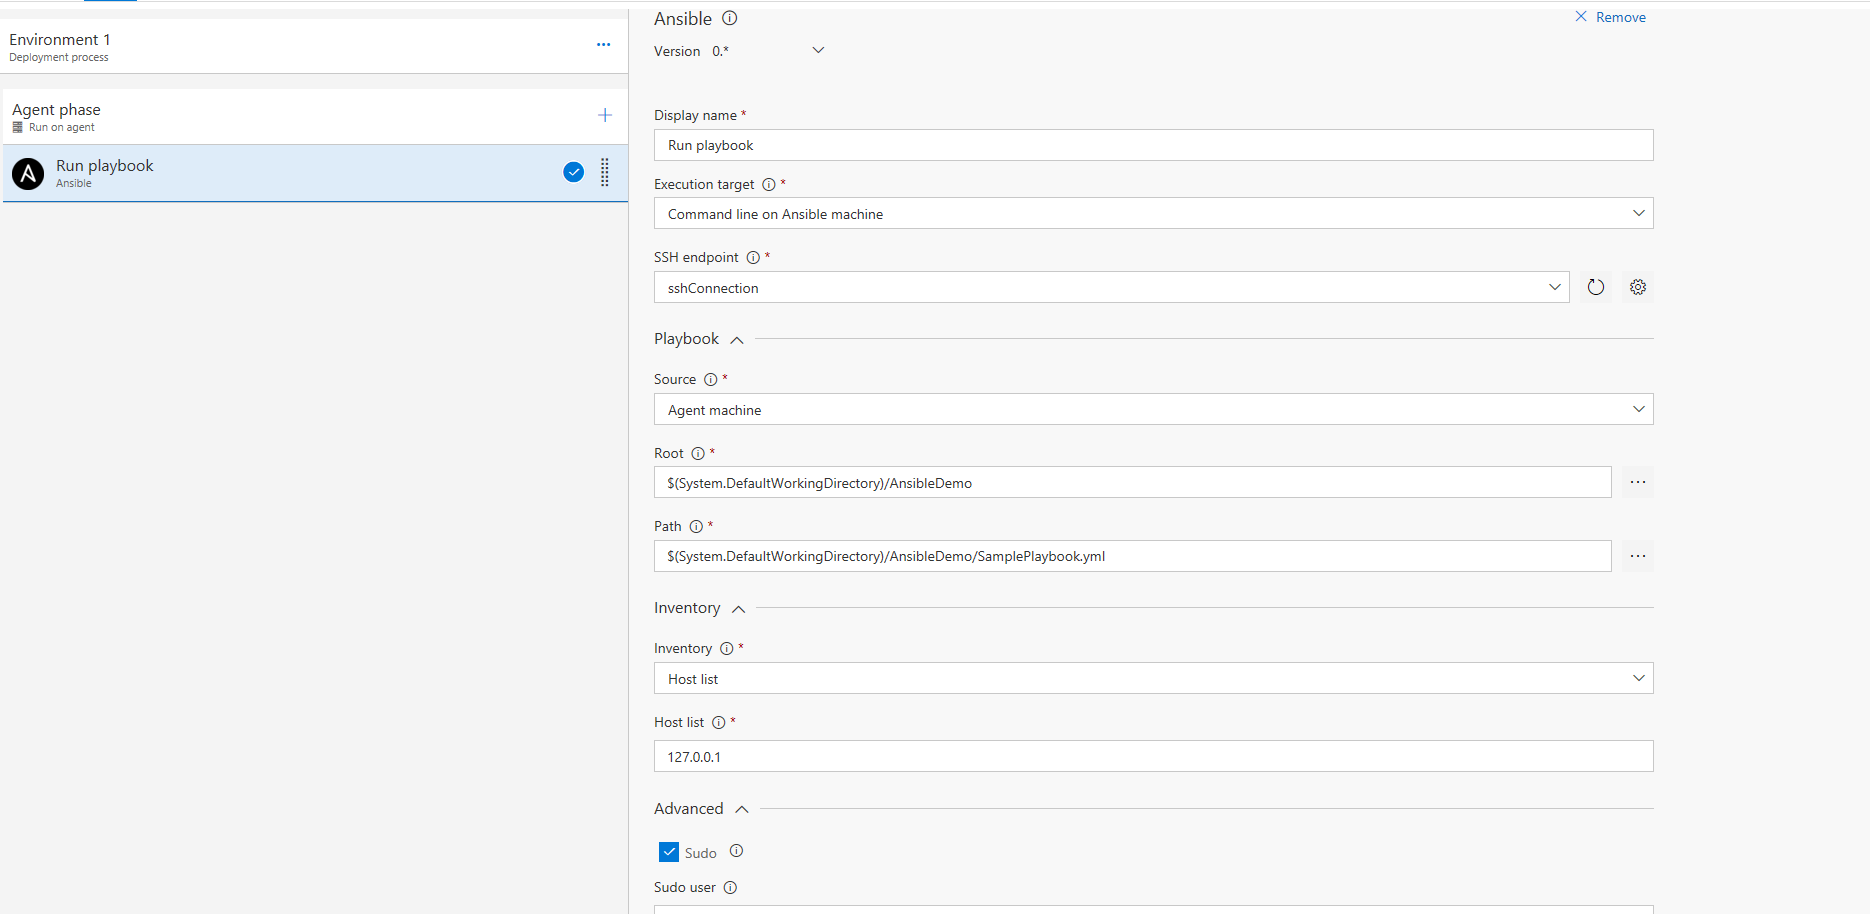 Environment 1
Deployment process
Agent phase
Run on agent
Run playbook
Ansible
Ansible
Remove
Version 0.*
Display name *
Run playbook
Execution target *
Command line on Ansible machine
SSH endpoint *
sshConnection
Playbook
Source *
Agent machine
Root *
$(System.DefaultWorkingDirectory)/AnsibleDemo
Path *
$(System.DefaultWorkingDirectory)/AnsibleDemo/SamplePlaybook.yml
Inventory
Inventory *
Host list
Host list *
127.0.0.1
Advanced
Sudo
Sudo user